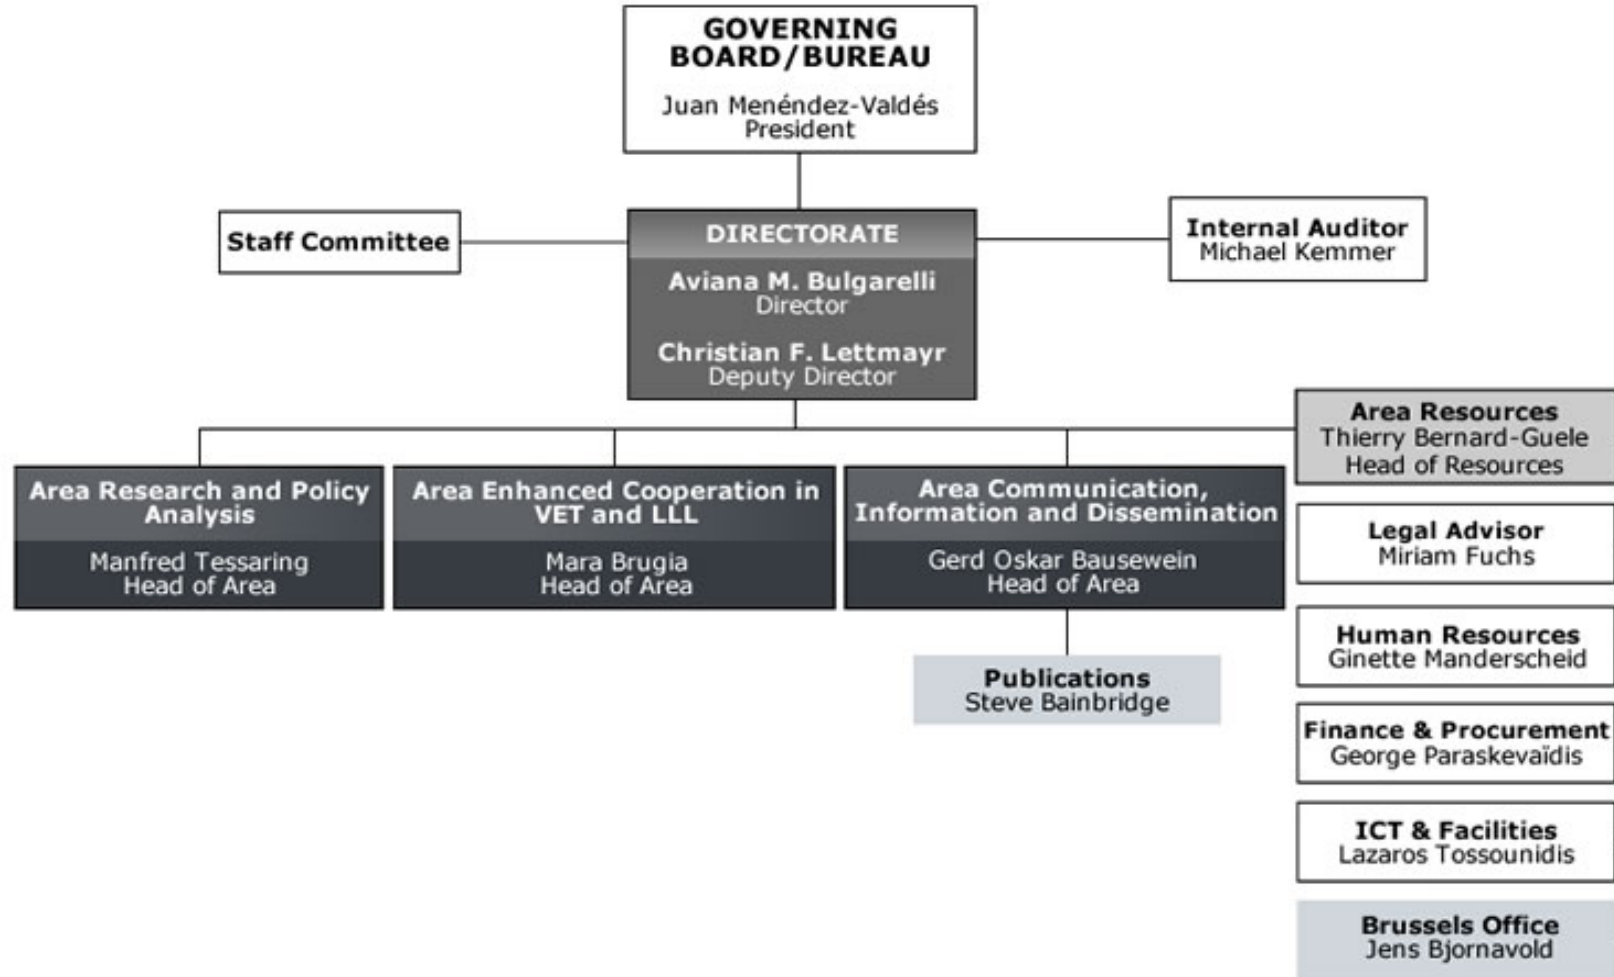 GOVERNING
BOARD/BUREAU
Juan Menéndez-Valdés
President
Staff Committee
DIRECTORATE
Aviana M. Bulgarelli
Director
Christian F. Lettmayr
Deputy Director
Internal Auditor
Michael Kemmer
Area Research and Policy
Analysis
Manfred Tessaring
Head of Area
Area Enhanced Cooperation in
VET and LLL
Mara Brugia
Head of Area
Area Communication,
Information and Dissemination
Gerd Oskar Bausewein
Head of Area
Publications
Steve Bainbridge
Area Resources
Thierry Bernard-Guele
Head of Resources
Legal Advisor
Miriam Fuchs
Human Resources
Ginette Manderscheid
Finance & Procurement
George Paraskevaïdis
ICT & Facilities
Lazaros Tossounidis
Brussels Office
Jens Bjornavold